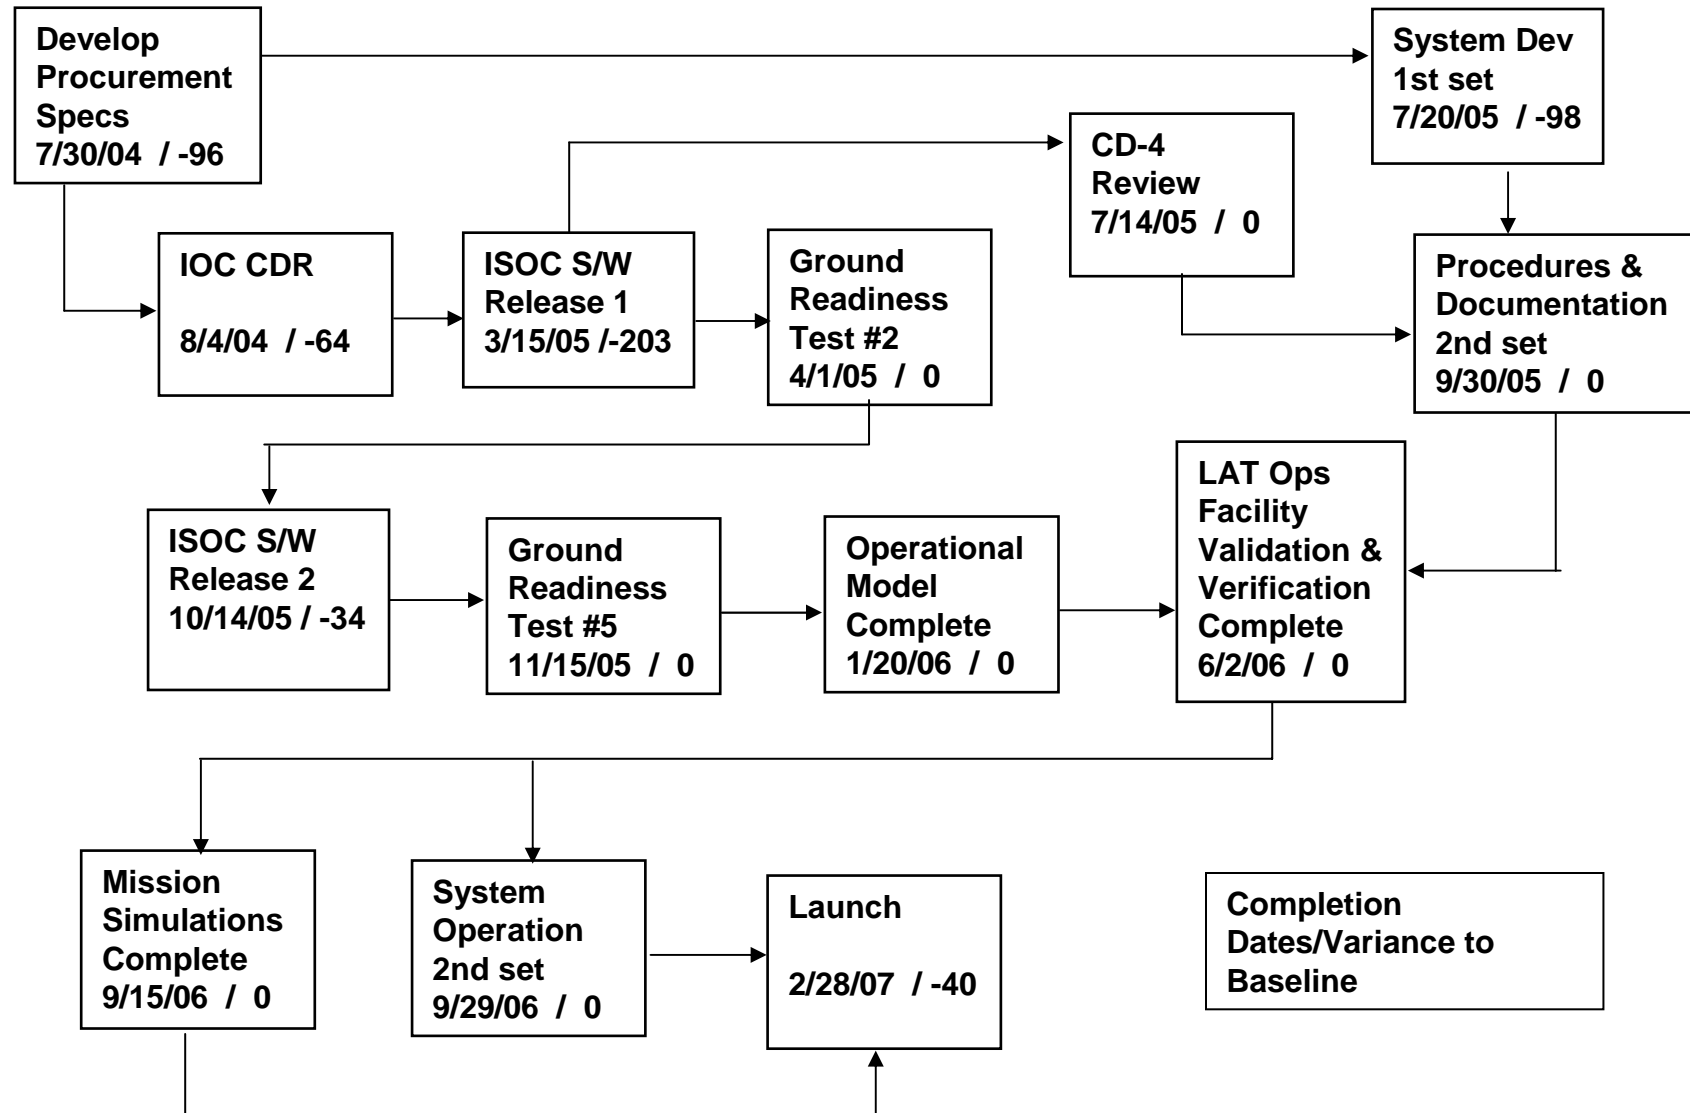 Develop
Procurement
Specs
7/30/04 / -96
System Dev
1st set
7/20/05 / -98
CD-4
Review
7/14/05 / 0
IOC CDR
8/4/04 / -64
ISOC S/W
Release 1
3/15/05 /-203
Ground
Readiness
Test #2
4/1/05 / 0
Procedures &
Documentation
2nd set
9/30/05 / 0
ISOC S/W
Release 2
10/14/05 / -34
Ground
Readiness
Test #5
11/15/05 / 0
Operational
Model
Complete
1/20/06 / 0
LAT Ops
Facility
Validation &
Verification
Complete
6/2/06 / 0
Mission
Simulations
Complete
9/15/06 / 0
System
Operation
2nd set
9/29/06 / 0
Launch
2/28/07 / -40
Completion
Dates/Variance to
Baseline